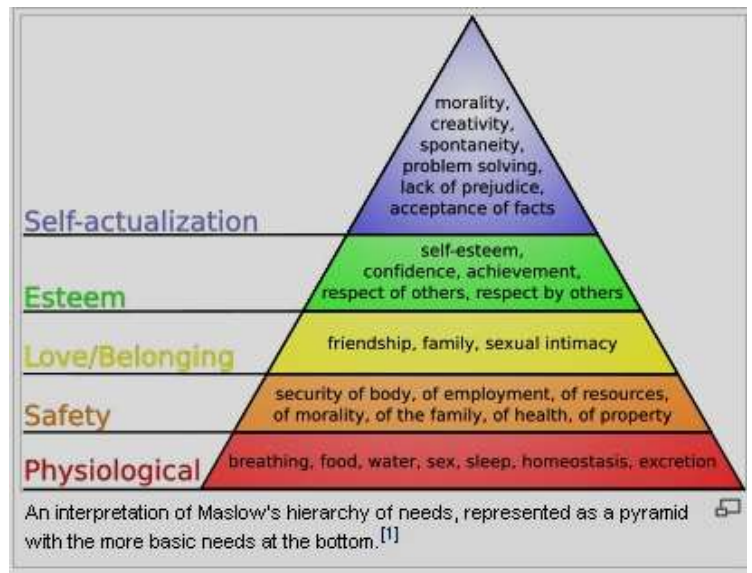 morality,
creativity,
spontaneity,
problem solving,
lack of prejudice,
acceptance of facts
Self-actualization
self-esteem,
confidence, achievement,
respect of others, respect by others
Esteem
friendship, family, sexual intimacy
Love/Belonging
security of body, of employment, of resources,
of morality, of the family, of health, of property
Safety
breathing, food, water, sex, sleep, homeostasis, excretion
Physiological
An interpretation of Maslow's hierarchy of needs, represented as a pyramid
with the more basic needs at the bottom.[1]